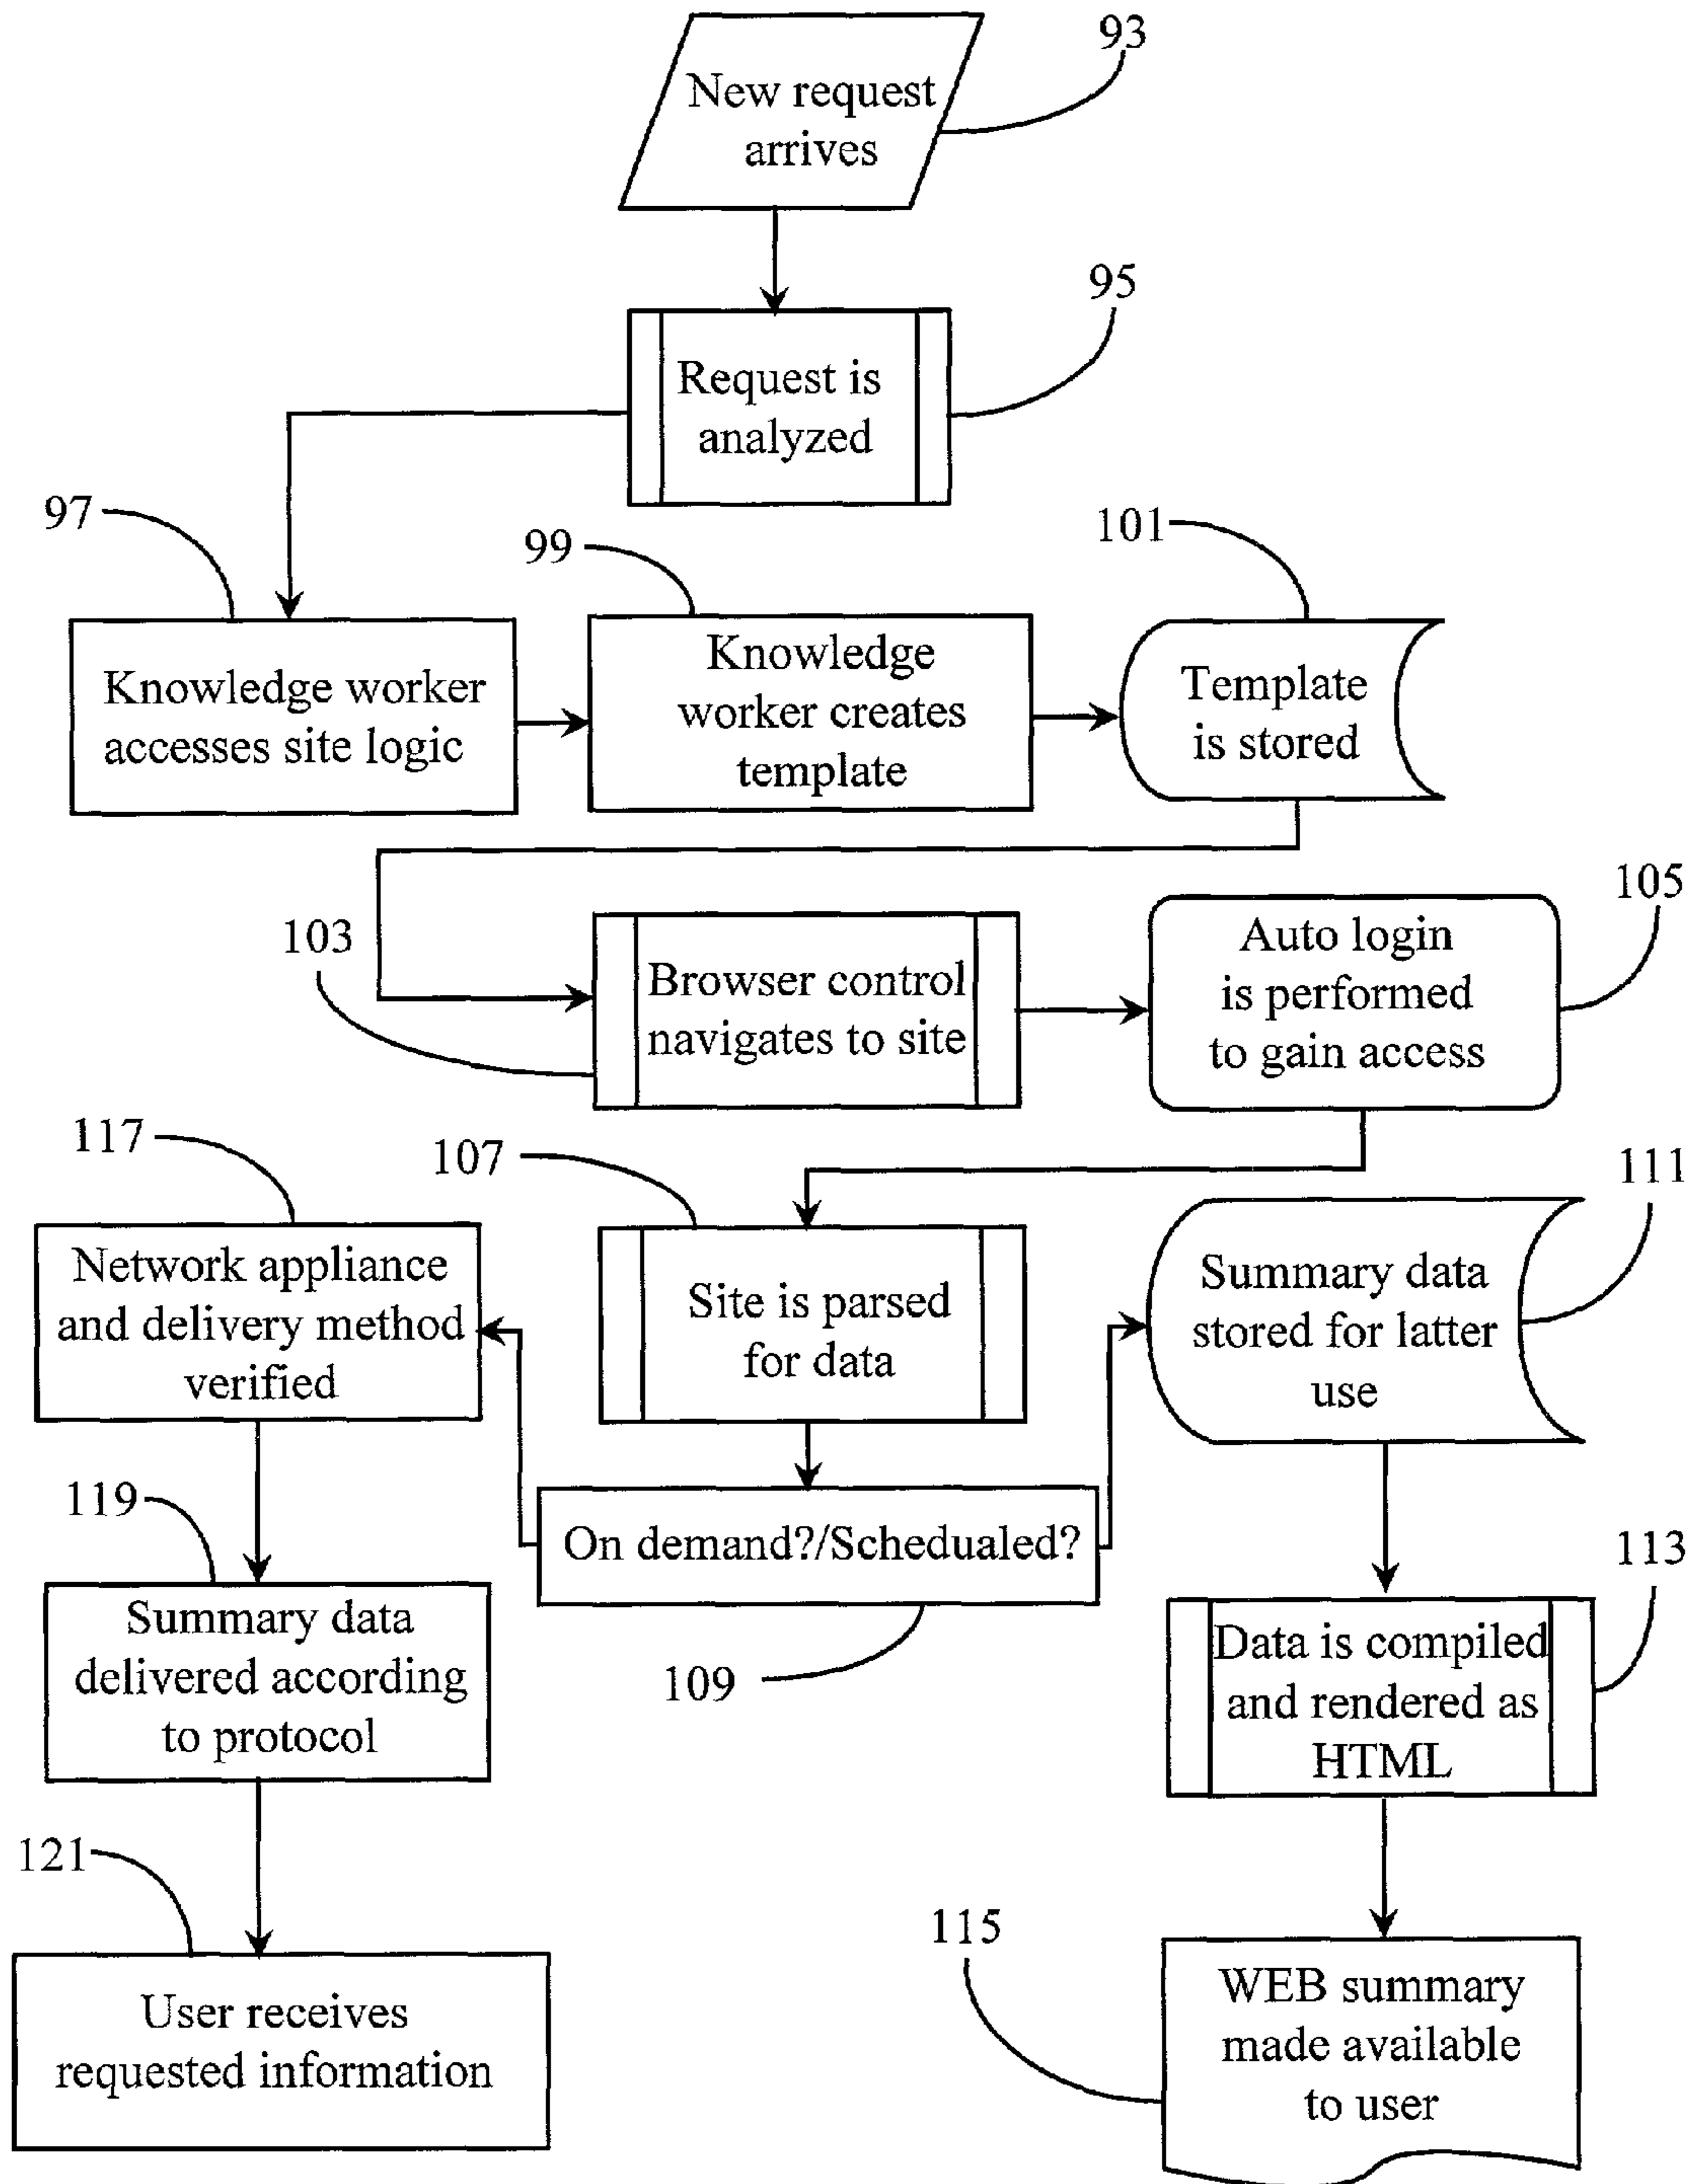 New request
arrives
93
Request is
analyzed
95
97
Knowledge worker
accesses site logic
99
Knowledge
worker creates
template
101
Template
is stored
103
Browser control
navigates to site
105
Auto login
is performed
to gain access
107
Site is parsed
for data
109
On demand?/Schedualed?
111
Summary data
stored for latter
use
113
Data is compiled
and rendered as
HTML
115
WEB summary
made available
to user
117
Network appliance
and delivery method
verified
119
Summary data
delivered according
to protocol
121
User receives
requested information